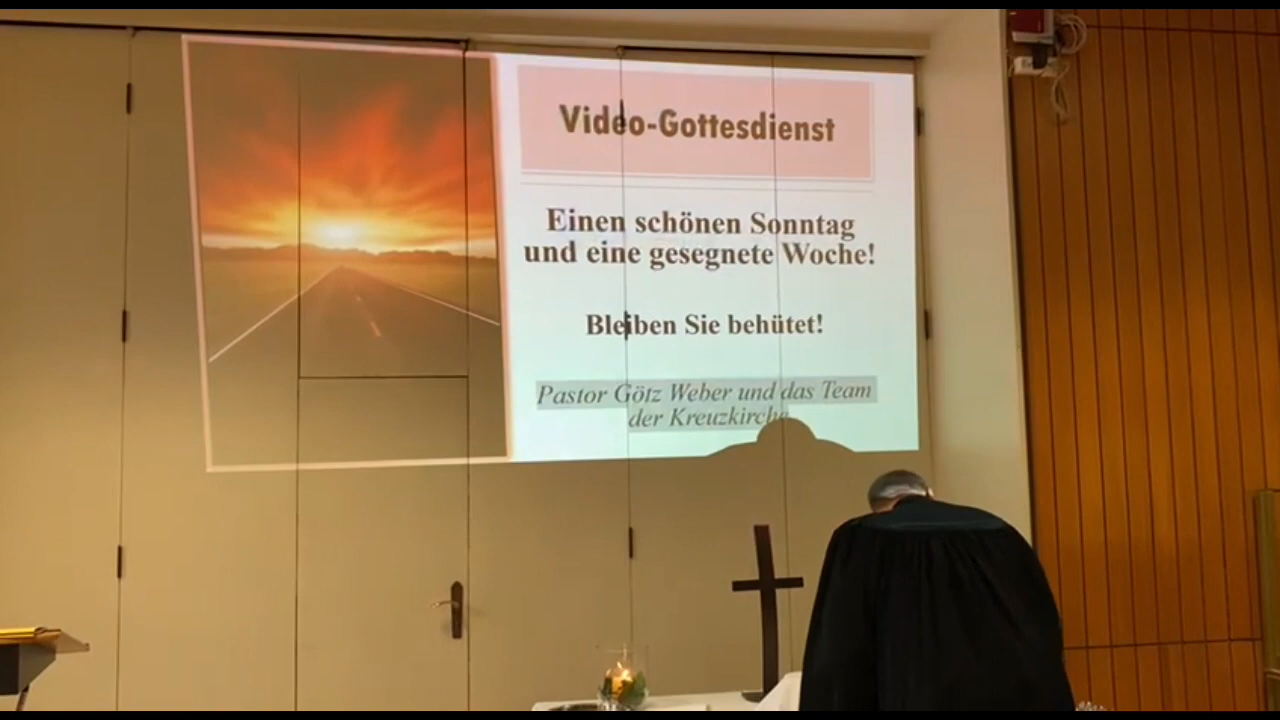 Video-Gottesdienst
Einen schönen Sonntag
und eine gesegnete Woche!
Bleiben Sie behütet!
Pastor Götz Weber und das Team
der Kreuzkirche